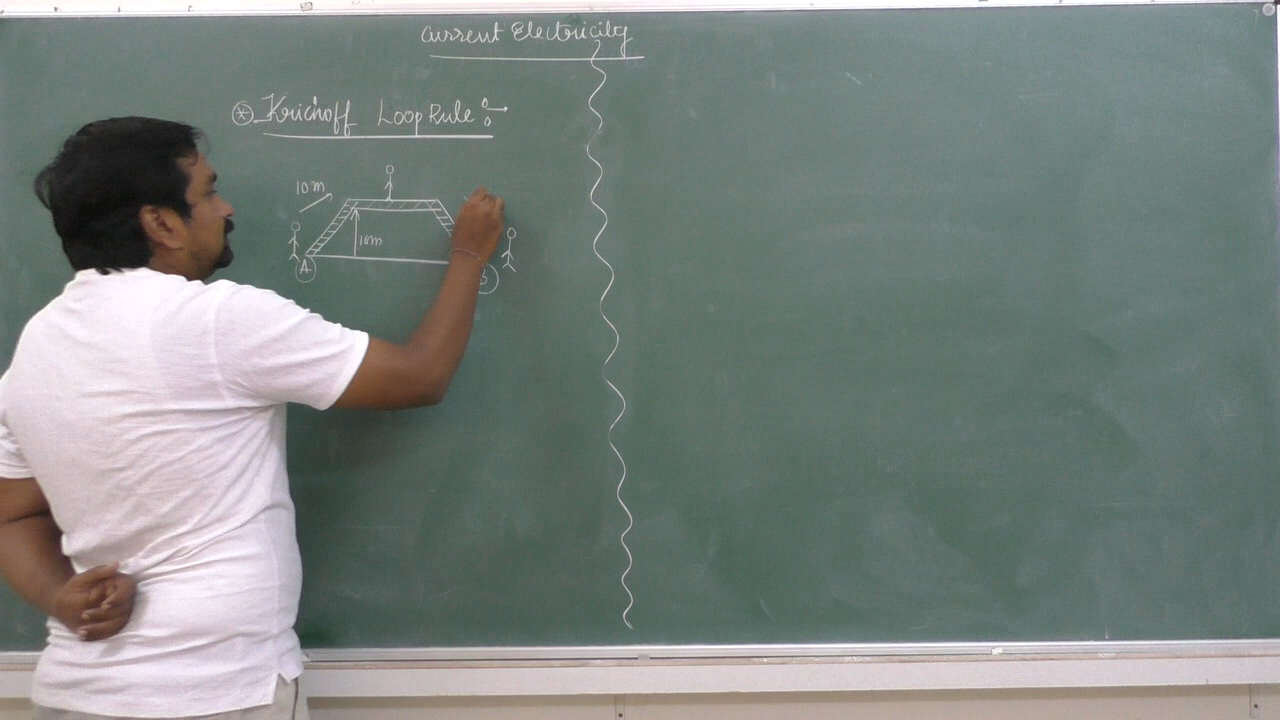 Current Electricity
* Krichoff Loop Rule :→
10m
10m
A
B